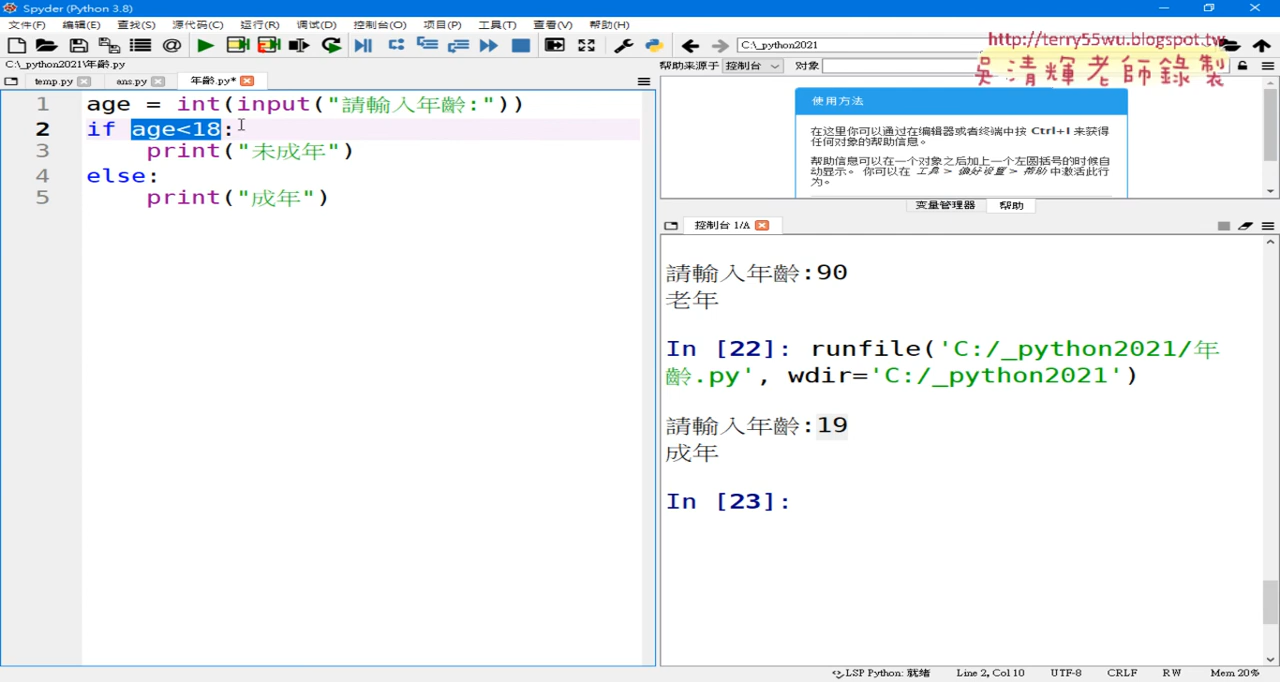 Spyder (Python 3.8)
文件(F) 编辑(E) 查找(S) 源代码(C) 运行(R) 调试(D) 控制台(O) 项目(P) 工具(T) 查看(V) 帮助(H)
C:\_python2021
http://terry55wu.blogspot.tw
吳清輝老師錄製
C:\_python2021\年齡.py
temp.py ans.py 年齡.py*
1 age = int(input("請輸入年齡:"))
2 if age<18:
3 print("未成年")
4 else:
5 print("成年")
帮助来源于 控制台 对象
使用方法
在这里你可以通过在编辑器或者终端中按 Ctrl+I 来获得
任何对象的帮助信息。
帮助信息可以在一个对象之后加上一个左圆括号的时候自
动显示。 你可以在 工具 > 偏好设置 > 帮助 中激活此行
为。
变量管理器 帮助
控制台 1/A
請輸入年齡:90
老年
In [22]: runfile('C:/_python2021/年
齡.py', wdir='C:/_python2021')
請輸入年齡:19
成年
In [23]:
LSP Python: 就绪 Line 2, Col 10 UTF-8 CRLF RW Mem 20%